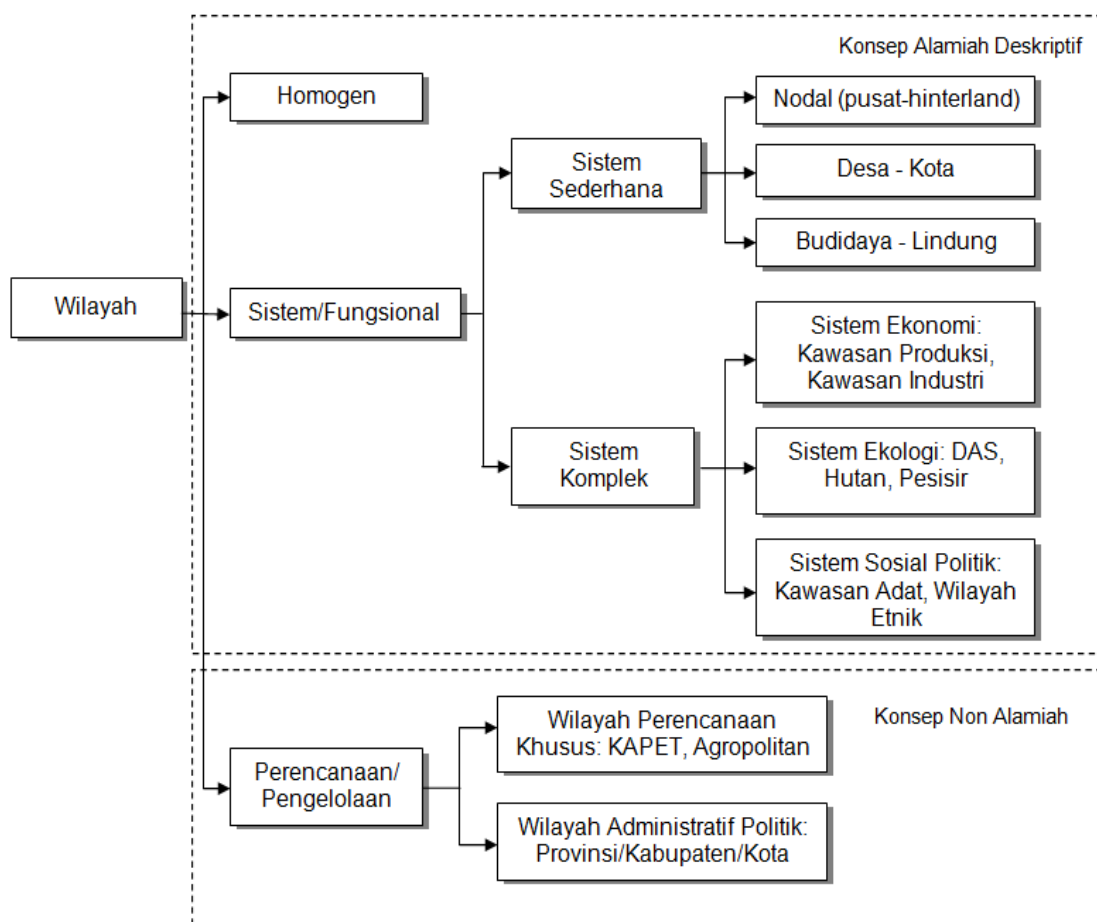 Konsep Alamiah Deskriptif
Homogen
Nodal (pusat-hinterland)
Sistem
Sederhana
Desa - Kota
Budidaya - Lindung
Wilayah
Sistem/Fungsional
Sistem Ekonomi:
Kawasan Produksi,
Kawasan Industri
Sistem
Komplek
Sistem Ekologi: DAS,
Hutan, Pesisir
Sistem Sosial Politik:
Kawasan Adat, Wilayah
Etnik
Konsep Non Alamiah
Wilayah Perencanaan
Khusus: KAPET, Agropolitan
Perencanaan/
Pengelolaan
Wilayah Administratif Politik:
Provinsi/Kabupaten/Kota